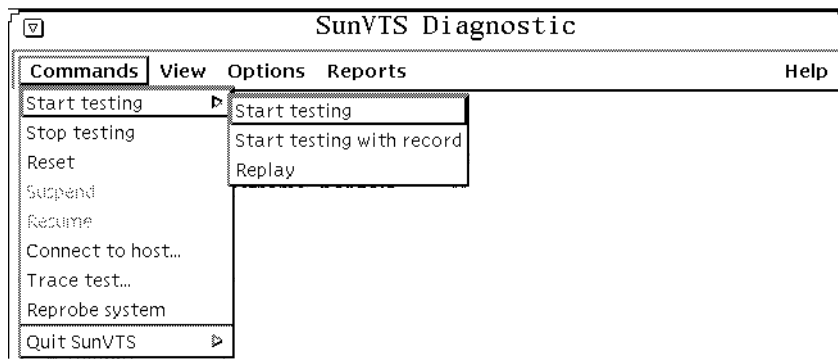 SunVTS Diagnostic
Commands View Options Reports Help
Start testing
Start testing
Stop testing
Start testing with record
Reset
Replay
Suspend
Resume
Connect to host...
Trace test...
Reprobe system
Quit SunVTS